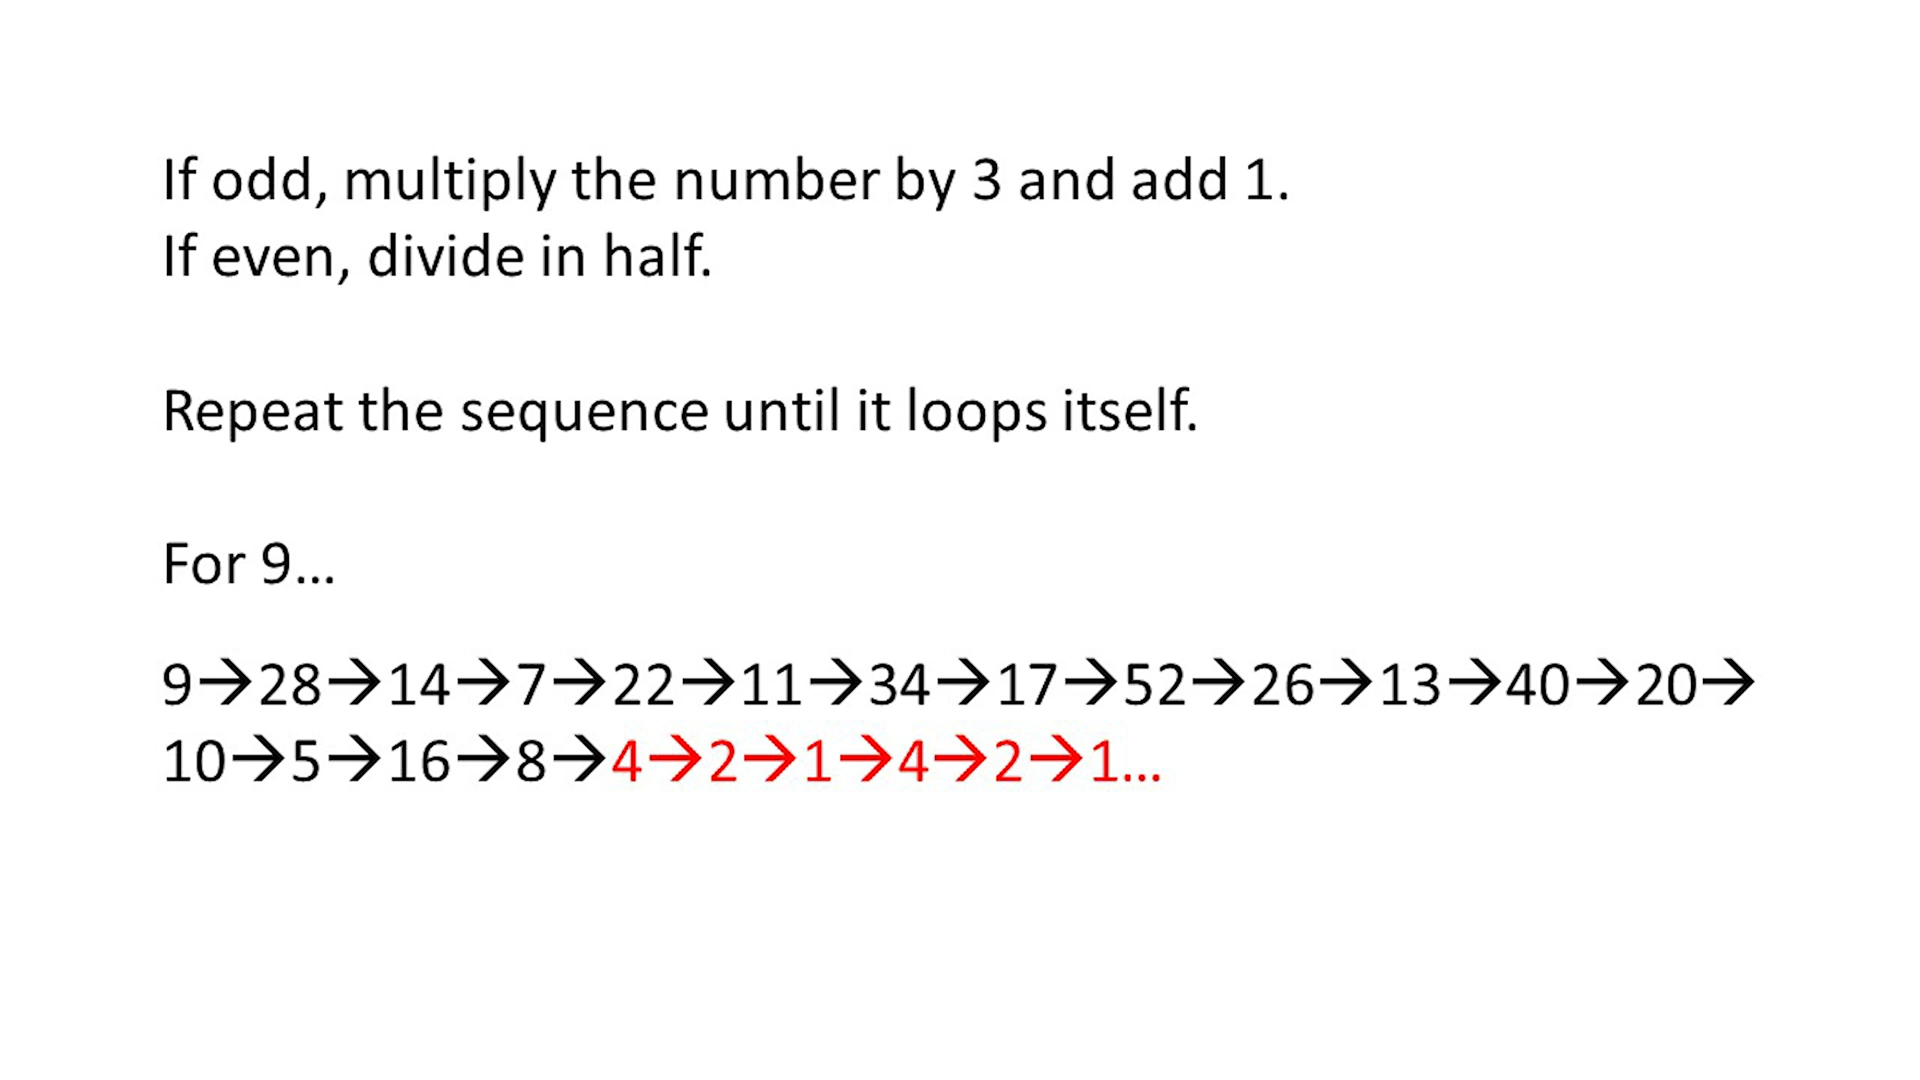 If odd, multiply the number by 3 and add 1.
If even, divide in half.
Repeat the sequence until it loops itself.
For 9…
9→28→14→7→22→11→34→17→52→26→13→40→20→
10→5→16→8→4→2→1→4→2→1…